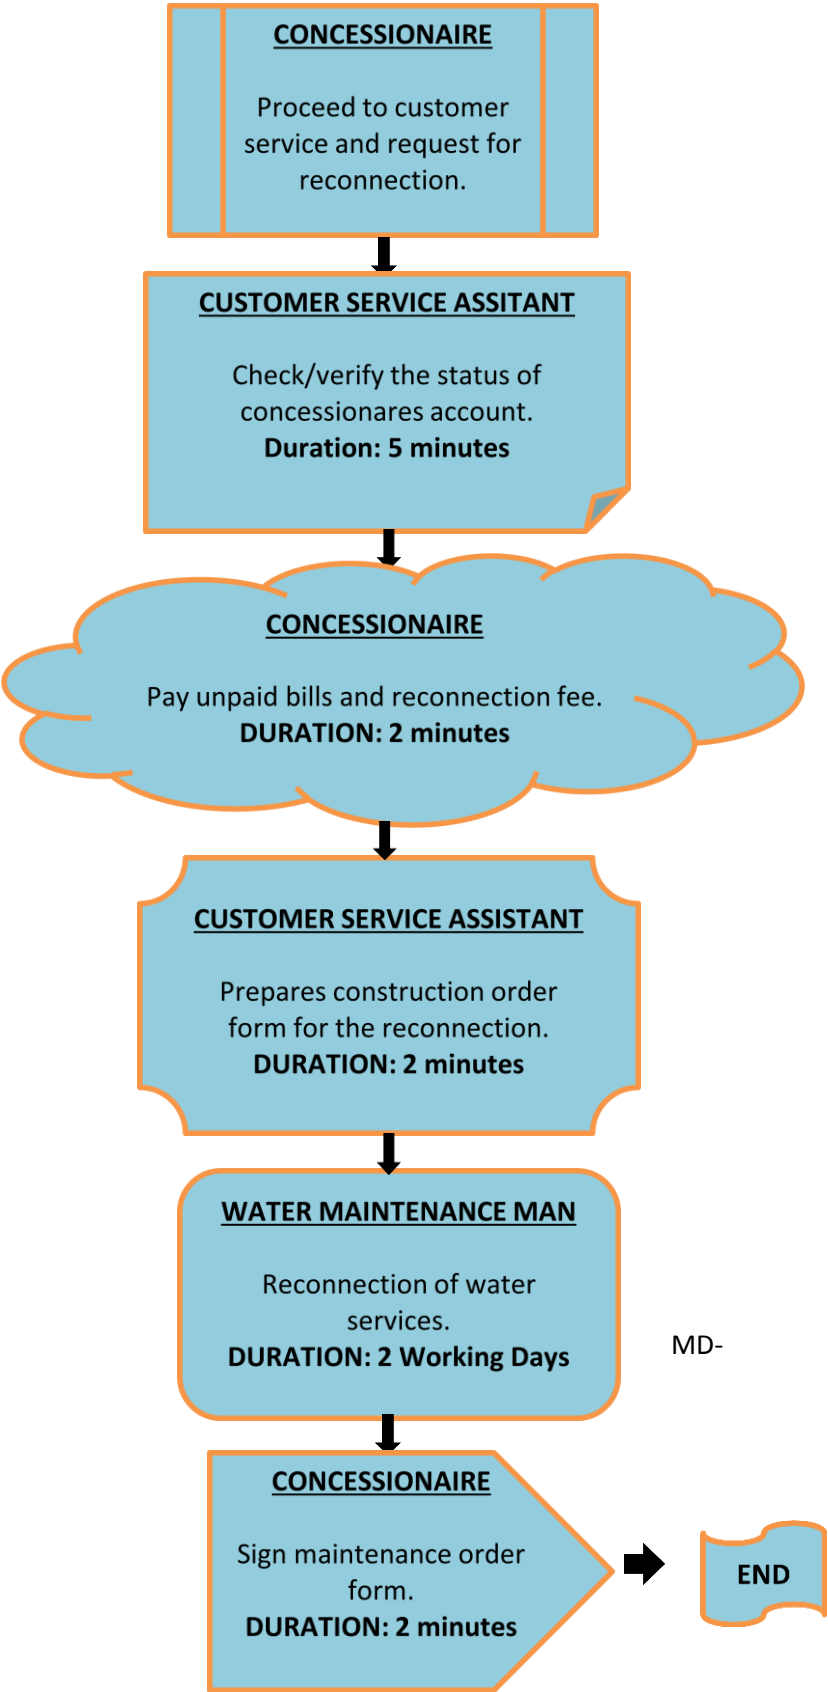 CONCESSIONAIRE
Proceed to customer
service and request for
reconnection.
CUSTOMER SERVICE ASSITANT
Check/verify the status of
concessionares account.
Duration: 5 minutes
CONCESSIONAIRE
Pay unpaid bills and reconnection fee.
DURATION: 2 minutes
CUSTOMER SERVICE ASSISTANT
Prepares construction order
form for the reconnection.
DURATION: 2 minutes
WATER MAINTENANCE MAN
Reconnection of water
services.
DURATION: 2 Working Days
MD-
CONCESSIONAIRE
Sign maintenance order
form.
DURATION: 2 minutes
END